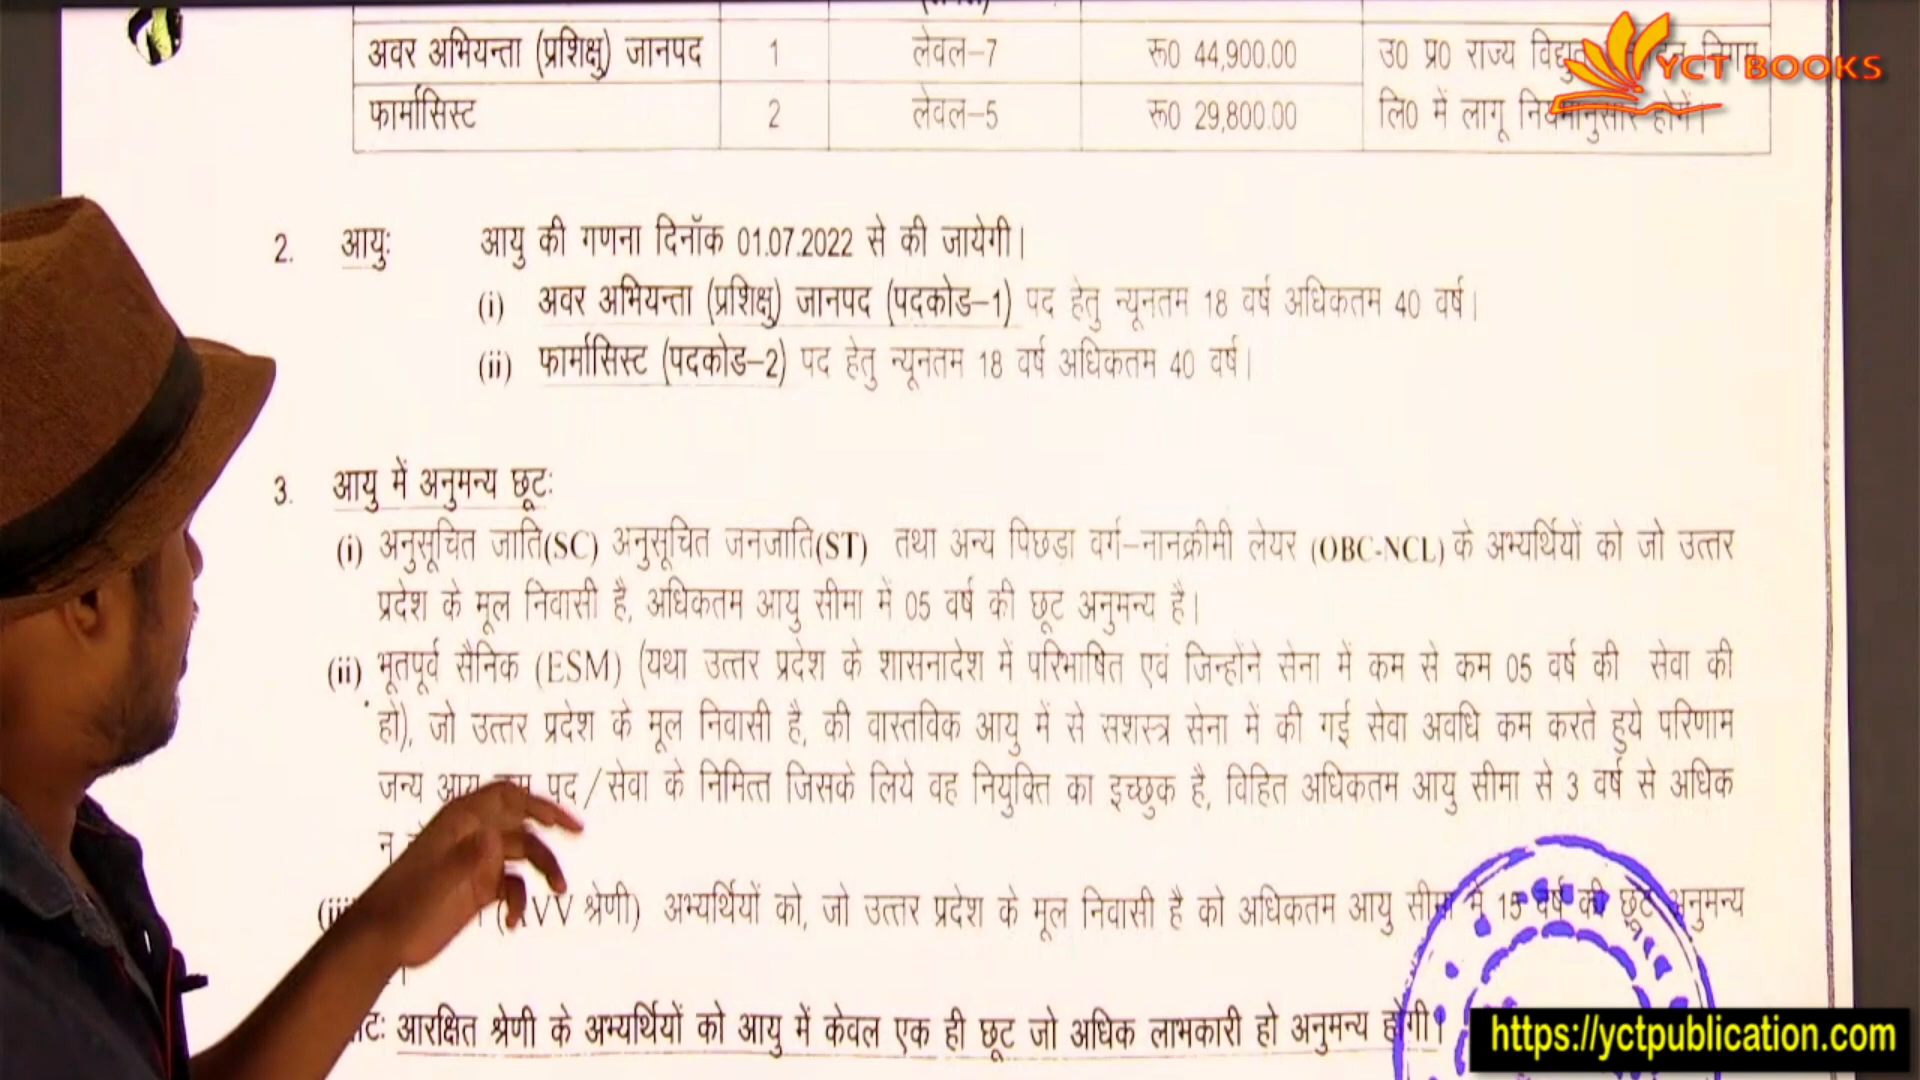 अवर अभियन्ता (प्रशिक्षु) जानपद 1 लेवल–7 रू0 44,900.00 उ0 प्र0 राज्य निगम
फार्मासिस्ट 2 लेवल–5 रू0 29,800.00 लि0 में लागू नियमानुसार होगें।
YCT BOOKS
2. आयुः आयु की गणना दिनॉक 01.07.2022 से की जायेगी।
(i) अवर अभियन्ता (प्रशिक्षु) जानपद (पदकोड–1) पद हेतु न्यूनतम 18 वर्ष अधिकतम 40 वर्ष।
(ii) फार्मासिस्ट (पदकोड–2) पद हेतु न्यूनतम 18 वर्ष अधिकतम 40 वर्ष।
3. आयु में अनुमन्य छूटः
(i) अनुसूचित जाति(SC) अनुसूचित जनजाति(ST) तथा अन्य पिछडा वर्ग–नानक्रीमी लेयर (OBC-NCL) के अभ्यर्थियों को जो उत्तर
प्रदेश के मूल निवासी है, अधिकतम आयु सीमा में 05 वर्ष की छूट अनुमन्य है।
(ii) भूतपूर्व सैनिक (ESM) (यथा उत्तर प्रदेश के शासनादेश में परिभाषित एवं जिन्होंने सेना में कम से कम 05 वर्ष की सेवा की
हो), जो उत्तर प्रदेश के मूल निवासी है, की वास्तविक आयु में से सशस्त्र सेना में की गई सेवा अवधि कम करते हुये परिणाम
जन्य आयु पद/सेवा के निमित्त जिसके लिये वह नियुक्ति का इच्छुक है, विहित अधिकतम आयु सीमा से 3 वर्ष से अधिक
न
श्रेणी) अभ्यर्थियों को, जो उत्तर प्रदेश के मूल निवासी है को अधिकतम आयु सीमा में 15 वर्ष की छूट अनुमन्य
आरक्षित श्रेणी के अभ्यर्थियों को आयु में केवल एक ही छूट जो अधिक लाभकारी हो अनुमन्य होगी।
https://yctpublication.com